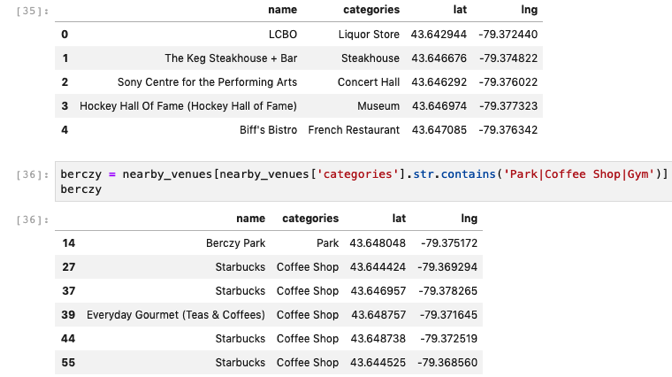 [35]: name categories lat lng
0 LCBO Liquor Store 43.642944 -79.372440
1 The Keg Steakhouse + Bar Steakhouse 43.646676 -79.374822
2 Sony Centre for the Performing Arts Concert Hall 43.646292 -79.376022
3 Hockey Hall Of Fame (Hockey Hall of Fame) Museum 43.646974 -79.377323
4 Biff's Bistro French Restaurant 43.647085 -79.376342
[36]: berczy = nearby_venues[nearby_venues['categories'].str.contains('Park|Coffee Shop|Gym')]
berczy
[36]: name categories lat lng
14 Berczy Park Park 43.648048 -79.375172
27 Starbucks Coffee Shop 43.644424 -79.369294
37 Starbucks Coffee Shop 43.646957 -79.378265
39 Everyday Gourmet (Teas & Coffees) Coffee Shop 43.648757 -79.371645
44 Starbucks Coffee Shop 43.648738 -79.372519
55 Starbucks Coffee Shop 43.644525 -79.368560